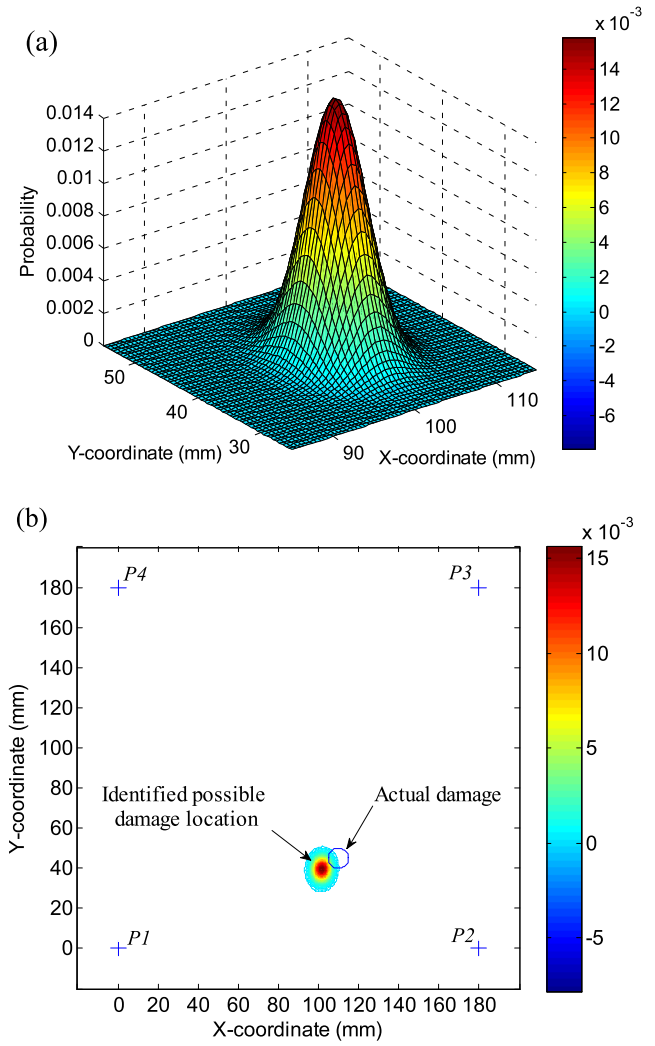 (a)
x 10⁻³
0.014
0.012
0.01
0.008
0.006
0.004
0.002
0
Probability
50
40
30
Y-coordinate (mm)
90
100
110
X-coordinate (mm)
14
12
10
8
6
4
2
0
-2
-4
-6
(b)
x 10⁻³
P4
P3
Identified possible
damage location
Actual damage
P1
P2
180
160
140
120
100
80
60
40
20
0
Y-coordinate (mm)
0 20 40 60 80 100 120 140 160 180
X-coordinate (mm)
15
10
5
0
-5